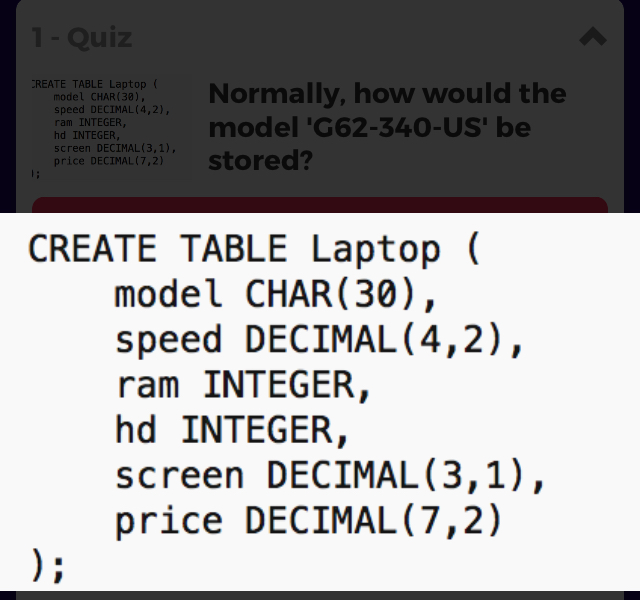 1 - Quiz
CREATE TABLE Laptop (
model CHAR(30),
speed DECIMAL(4,2),
ram INTEGER,
hd INTEGER,
screen DECIMAL(3,1),
price DECIMAL(7,2)
);
Normally, how would the
model 'G62-340-US' be
stored?
CREATE TABLE Laptop (
model CHAR(30),
speed DECIMAL(4,2),
ram INTEGER,
hd INTEGER,
screen DECIMAL(3,1),
price DECIMAL(7,2)
);